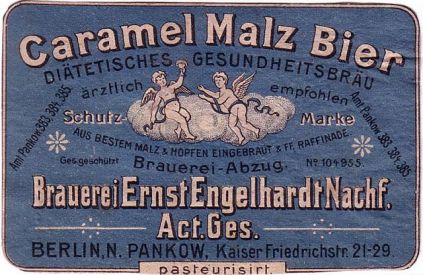 Caramel Malz Bier
DIÄTETISCHES GESUNDHEITSBRÄU
ärztlich empfohlen
Schutz- Marke
Amt Pankow 383, 384, 385.
Amt Pankow 383 384 385
AUS BESTEM MALZ & HOPFEN EINGEBRAUT & FF. RAFFINADE.
Ges. geschützt Brauerei-Abzug. No 104955.
Brauerei Ernst Engelhardt Nachf.
Act. Ges.
BERLIN, N. PANKOW, Kaiser Friedrichstr. 21-29.
pasteurisirt.